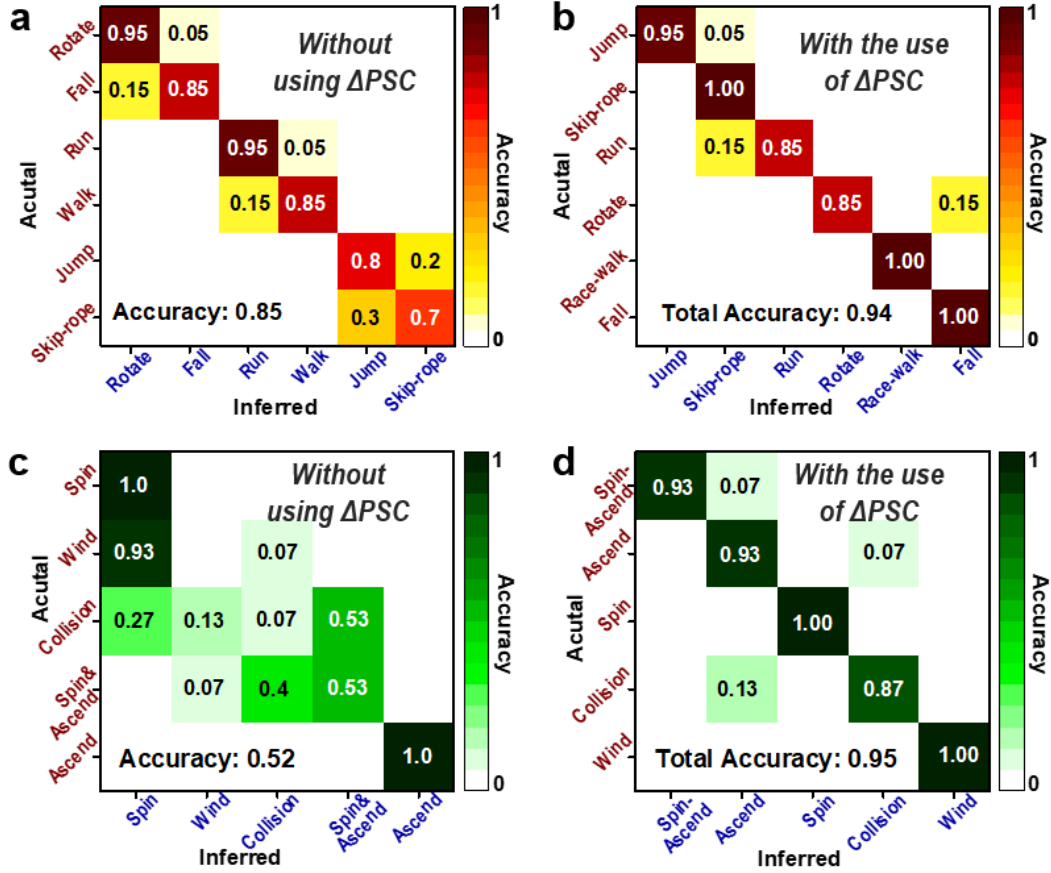 a
Without
using ΔPSC
Rotate 0.95 0.05
Fall 0.15 0.85
Run 0.95 0.05
Walk 0.15 0.85
Jump 0.8 0.2
Skip-rope 0.3 0.7
Acutal
Accuracy: 0.85
Rotate Fall Run Walk Jump Skip-rope
Inferred
1
Accuracy
0
b
With the use
of ΔPSC
Jump 0.95 0.05
Skip-rope 1.00
Run 0.15 0.85
Rotate 0.85 0.15
Race-walk 1.00
Fall 1.00
Acutal
Total Accuracy: 0.94
Jump Skip-rope Run Rotate Race-walk Fall
Inferred
1
Accuracy
0
c
Without
using ΔPSC
Spin 1.0
Wind 0.93 0.07
Collision 0.27 0.13 0.07 0.53
Spin&
Ascend 0.07 0.4 0.53
Ascend 1.0
Acutal
Accuracy: 0.52
Spin Wind Collision Spin&
Ascend Ascend
Inferred
1
Accuracy
0
d
With the use
of ΔPSC
Spin-
Ascend 0.93 0.07
Ascend 0.93 0.07
Spin 1.00
Collision 0.13 0.87
Wind 1.00
Acutal
Total Accuracy: 0.95
Spin-
Ascend Ascend Spin Collision Wind
Inferred
1
Accuracy
0